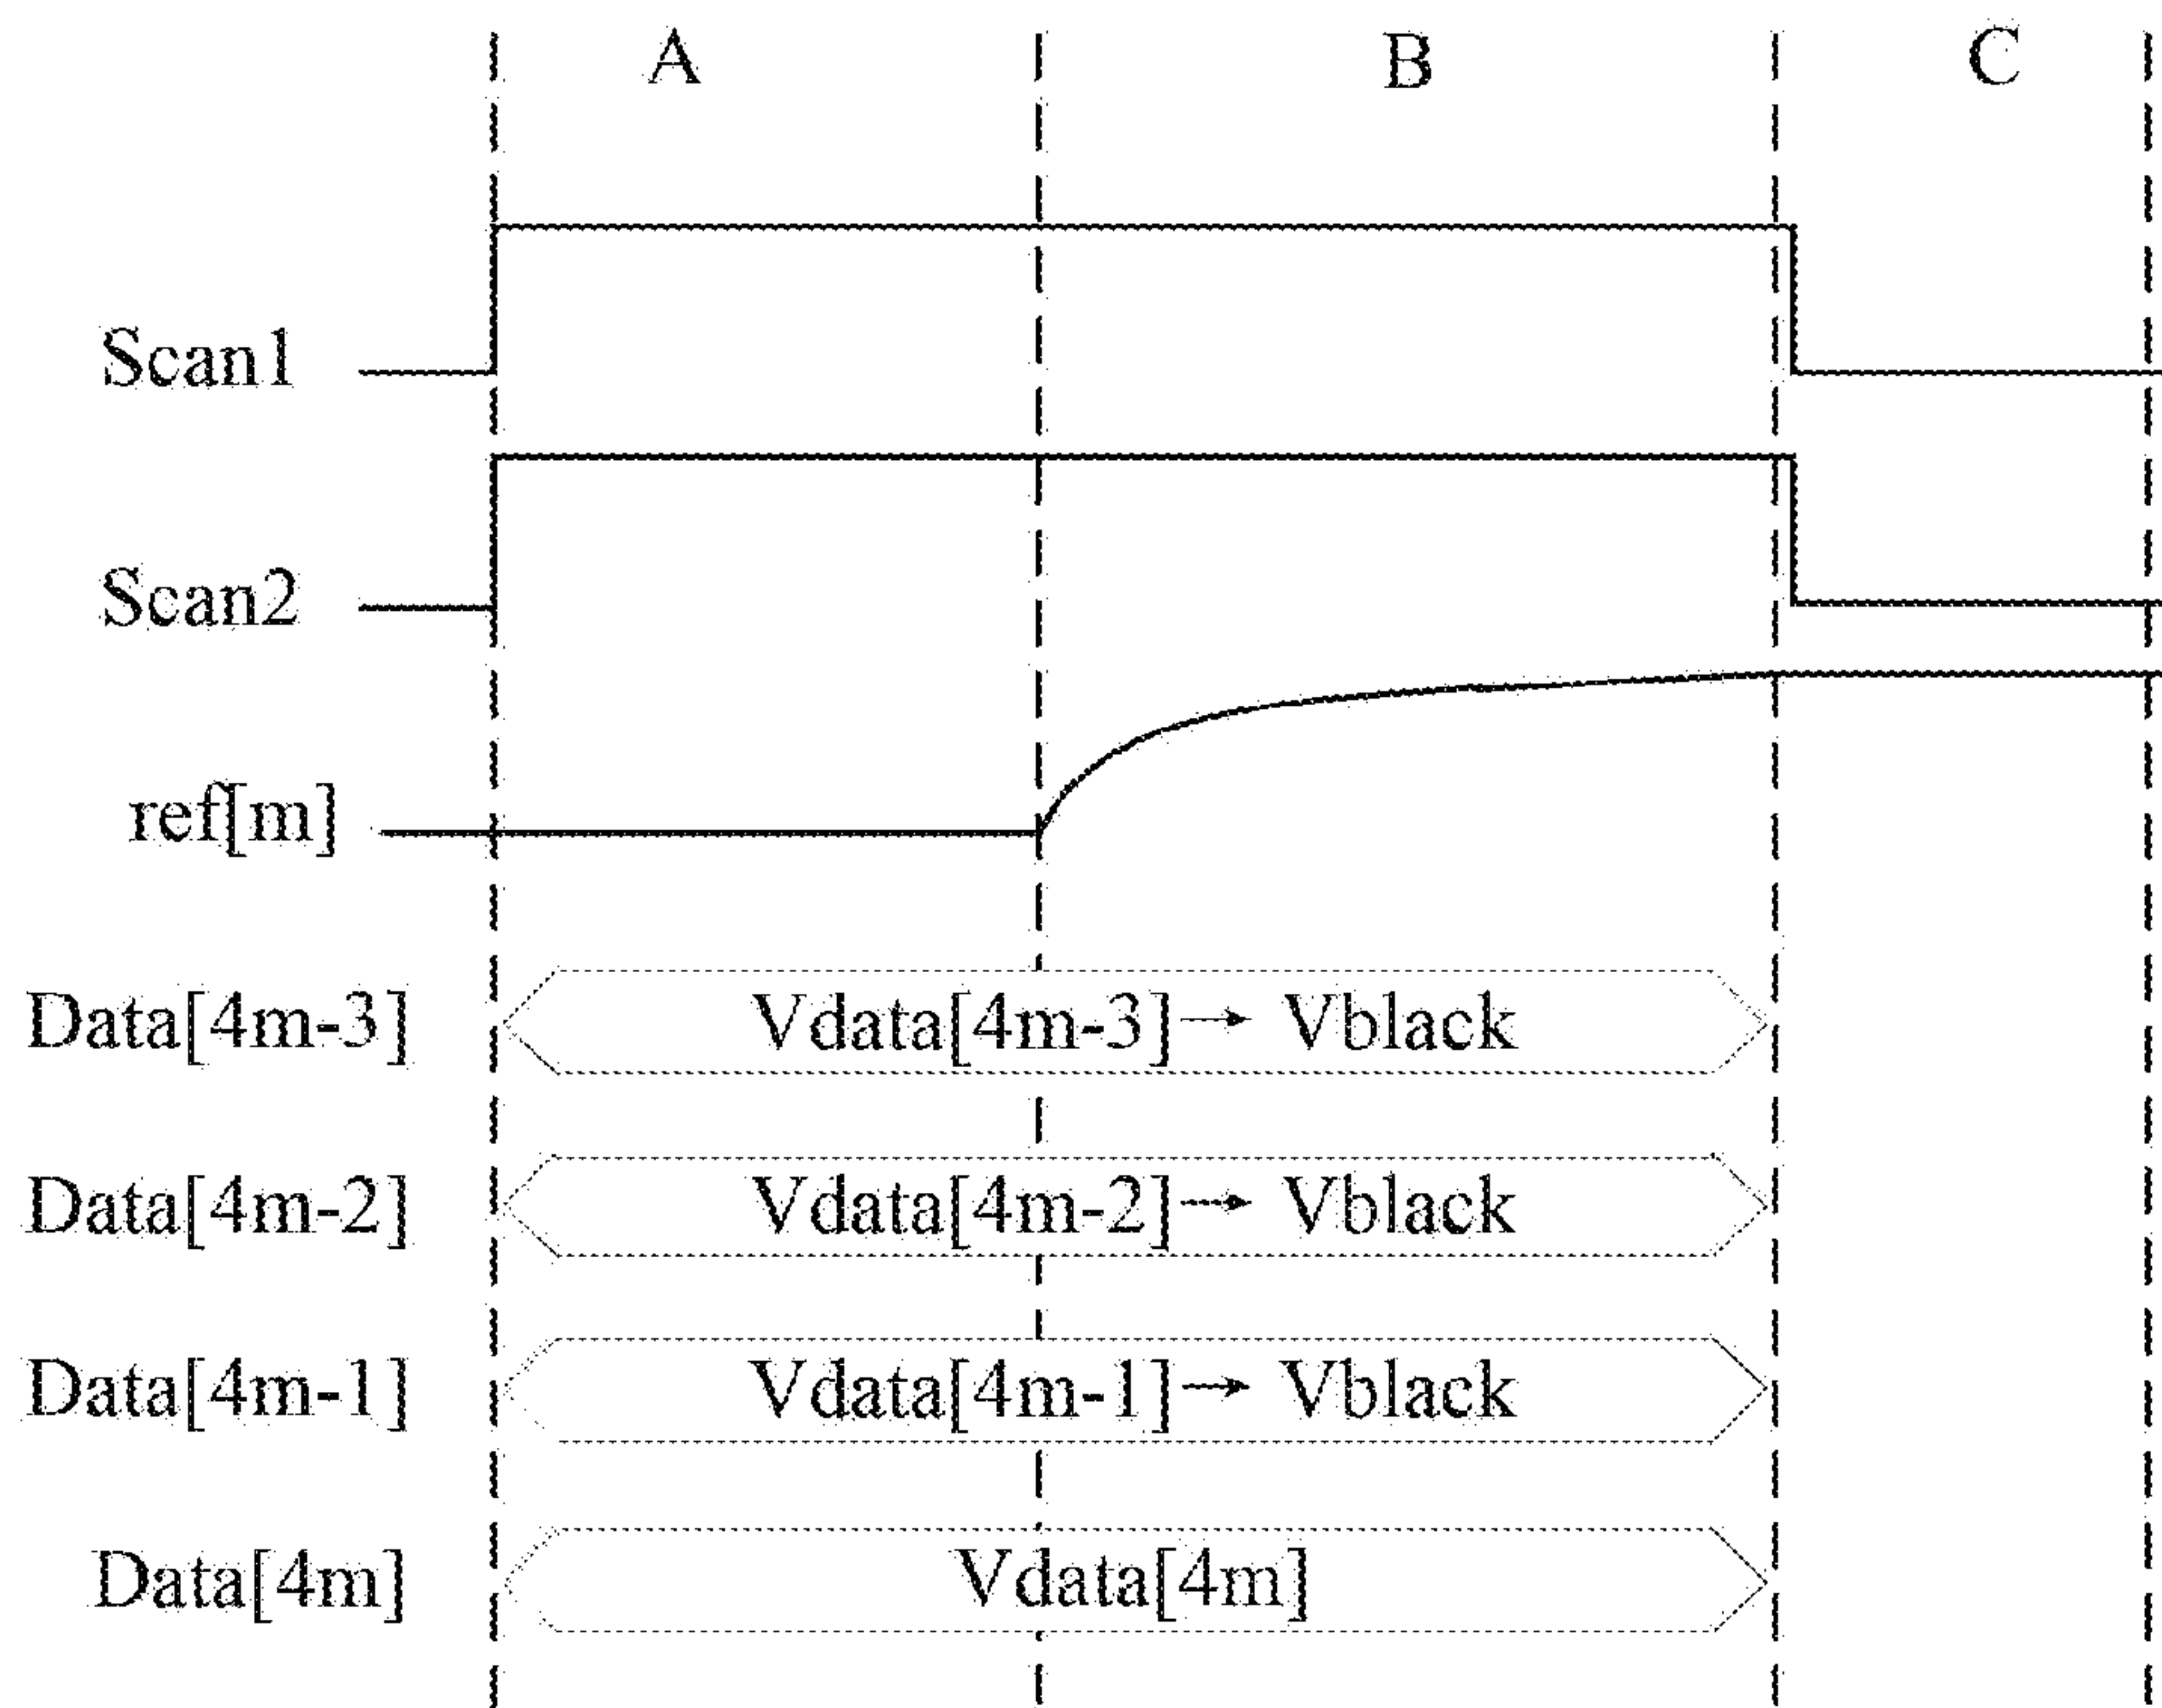 A B C
Scan1
Scan2
ref[m]
Data[4m-3] Vdata[4m-3]→ Vblack
Data[4m-2] Vdata[4m-2]→ Vblack
Data[4m-1] Vdata[4m-1]→ Vblack
Data[4m] Vdata[4m]